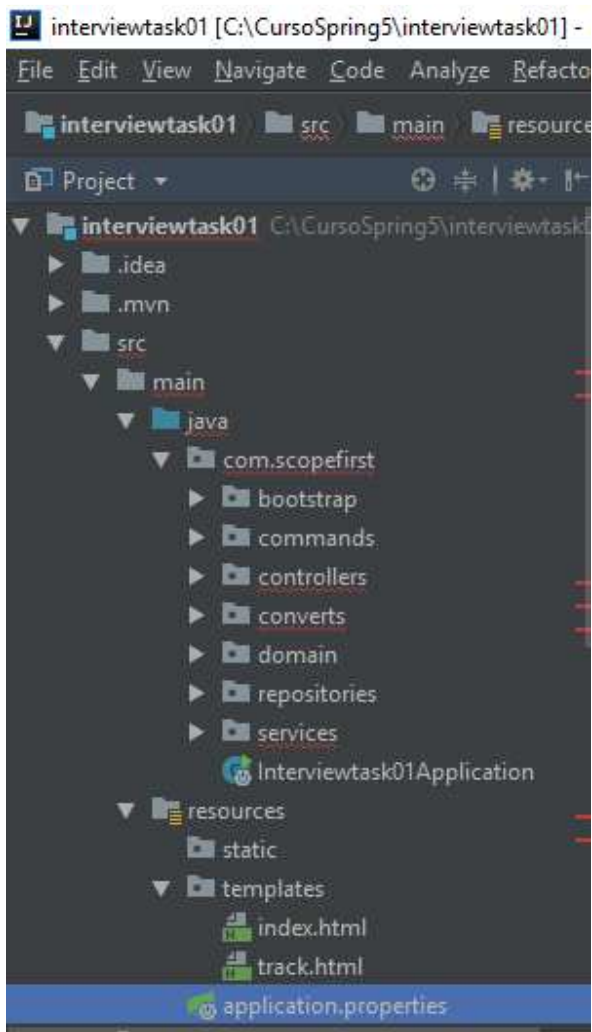 interviewtask01 [C:\CursoSpring5\interviewtask01] -
File Edit View Navigate Code Analyze Refacto
interviewtask01 src main resource
Project
interviewtask01 C:\CursoSpring5\interviewtask
.idea
.mvn
src
main
java
com.scopefirst
bootstrap
commands
controllers
converts
domain
repositories
services
Interviewtask01Application
resources
static
templates
index.html
track.html
application.properties